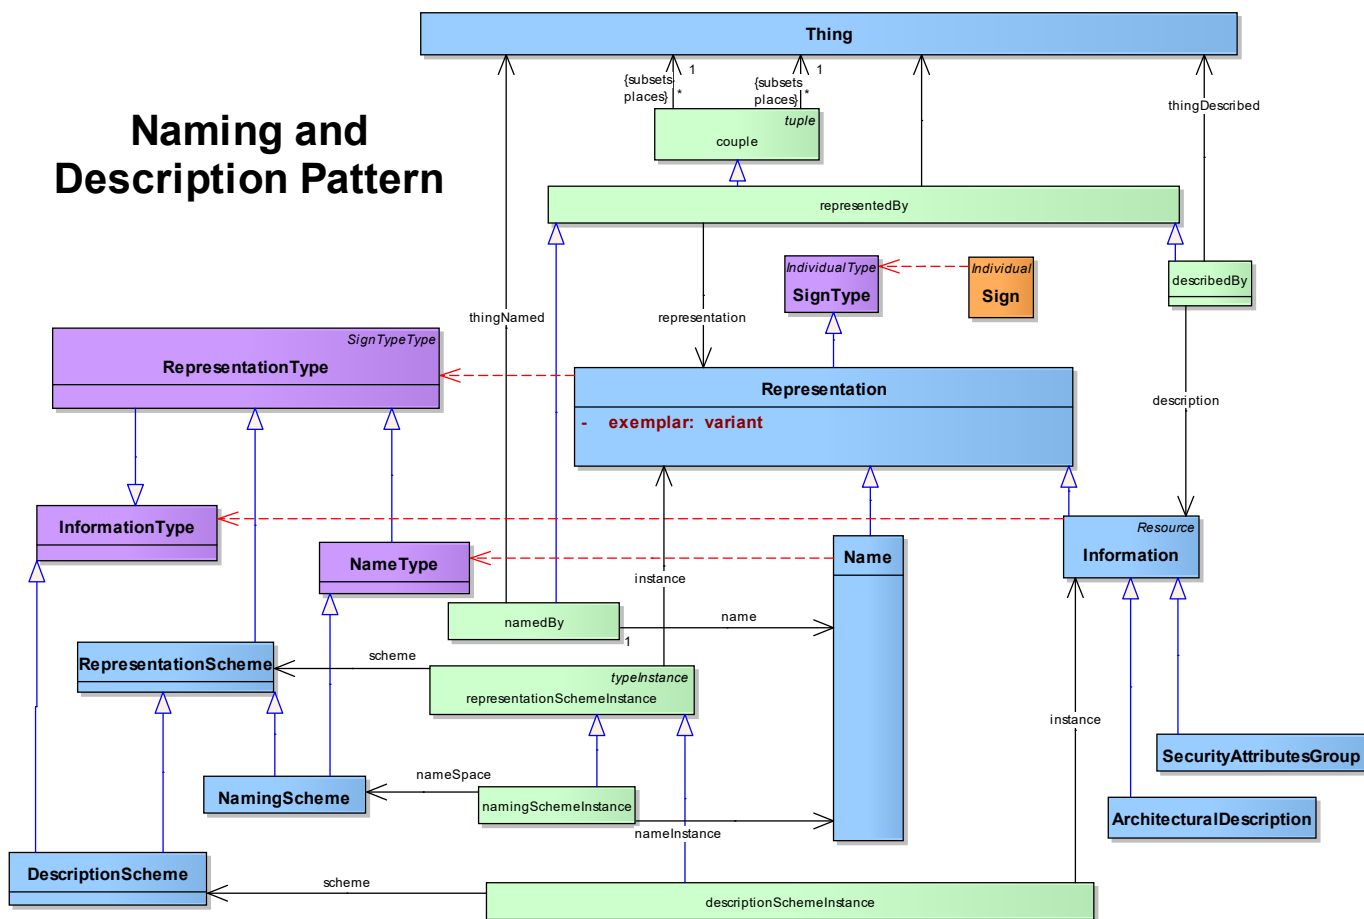 Thing
1
1
{subsets
places}
*
{subsets
places}
*
thingDescribed
Naming and
Description Pattern
tuple
couple
representedBy
IndividualType
SignType
Individual
Sign
describedBy
thingNamed
representation
SignTypeType
RepresentationType
Representation
- exemplar: variant
description
InformationType
NameType
Resource
Information
Name
instance
namedBy
name
1
RepresentationScheme
scheme
typeInstance
representationSchemeInstance
instance
SecurityAttributesGroup
NamingScheme
nameSpace
namingSchemeInstance
nameInstance
ArchitecturalDescription
DescriptionScheme
scheme
descriptionSchemeInstance